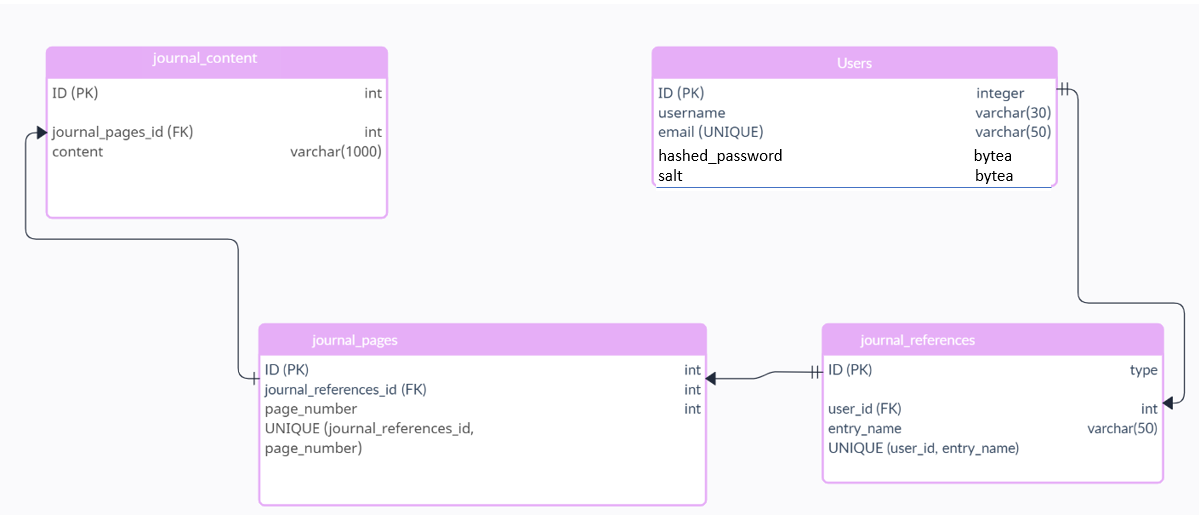 journal_content
ID (PK) int
journal_pages_id (FK) int
content varchar(1000)
Users
ID (PK) integer
username varchar(30)
email (UNIQUE) varchar(50)
hashed_password bytea
salt bytea
journal_pages
ID (PK) int
journal_references_id (FK) int
page_number int
UNIQUE (journal_references_id,
page_number)
journal_references
ID (PK) type
user_id (FK) int
entry_name varchar(50)
UNIQUE (user_id, entry_name)